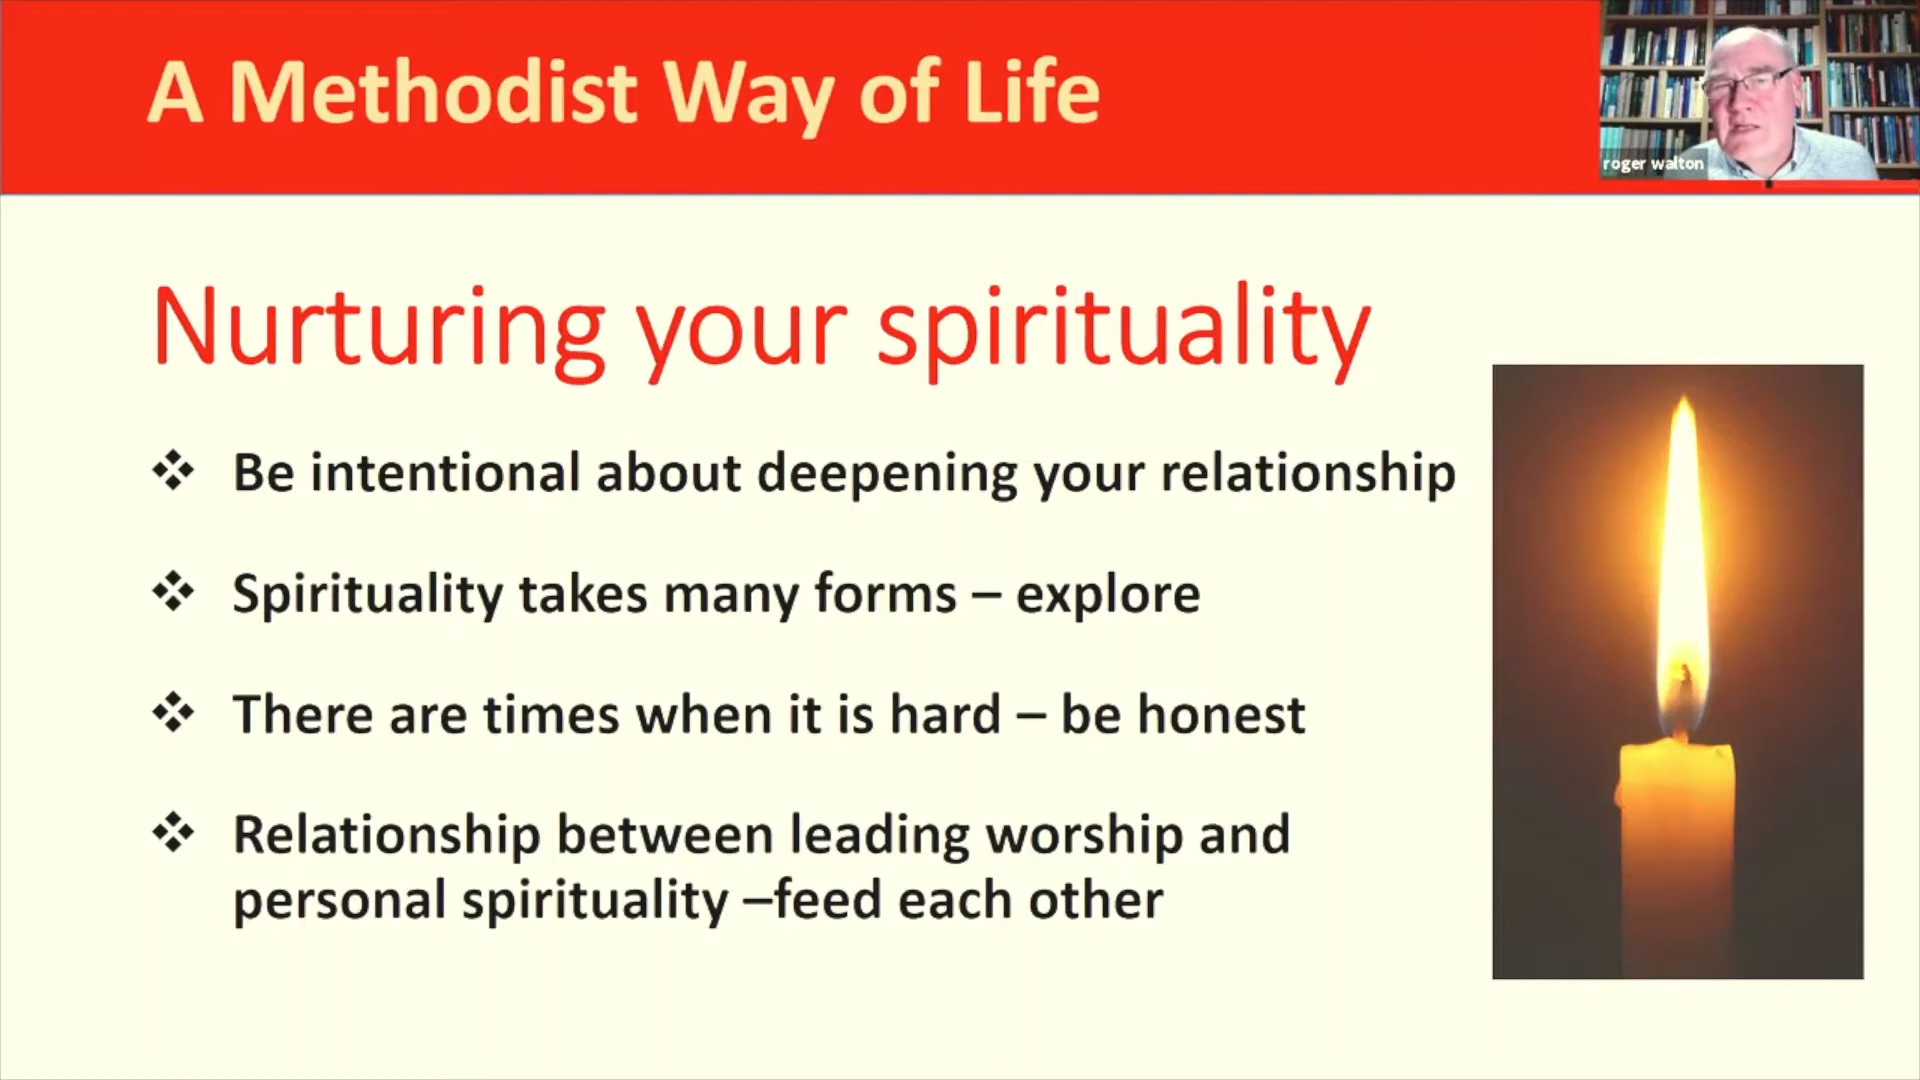 A Methodist Way of Life
roger walton
Nurturing your spirituality
❖ Be intentional about deepening your relationship
❖ Spirituality takes many forms – explore
❖ There are times when it is hard – be honest
❖ Relationship between leading worship and
personal spirituality –feed each other